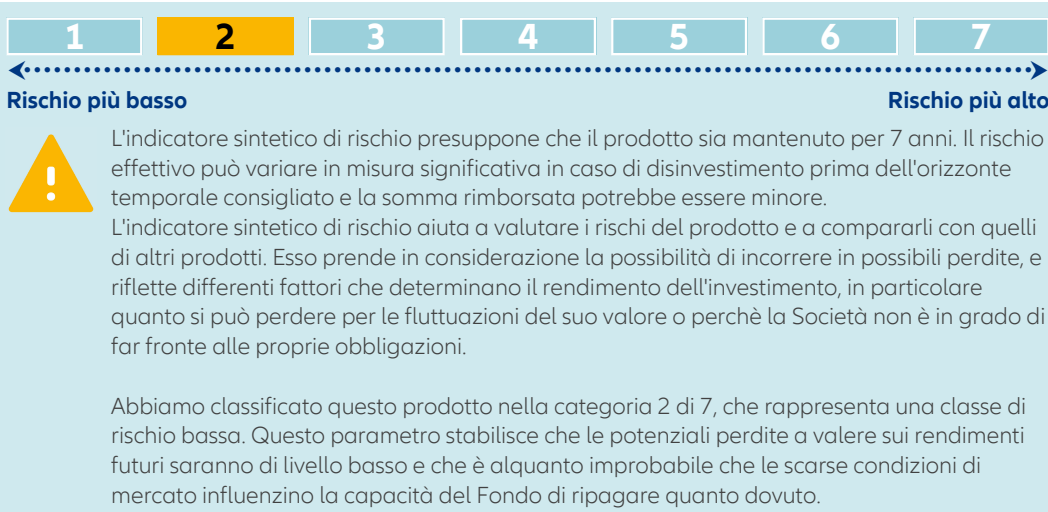 1 2 3 4 5 6 7
Rischio più basso Rischio più alto
L'indicatore sintetico di rischio presuppone che il prodotto sia mantenuto per 7 anni. Il rischio
effettivo può variare in misura significativa in caso di disinvestimento prima dell'orizzonte
temporale consigliato e la somma rimborsata potrebbe essere minore.
L'indicatore sintetico di rischio aiuta a valutare i rischi del prodotto e a compararli con quelli
di altri prodotti. Esso prende in considerazione la possibilità di incorrere in possibili perdite, e
riflette differenti fattori che determinano il rendimento dell'investimento, in particolare
quanto si può perdere per le fluttuazioni del suo valore o perchè la Società non è in grado di
far fronte alle proprie obbligazioni.
Abbiamo classificato questo prodotto nella categoria 2 di 7, che rappresenta una classe di
rischio bassa. Questo parametro stabilisce che le potenziali perdite a valere sui rendimenti
futuri saranno di livello basso e che è alquanto improbabile che le scarse condizioni di
mercato influenzino la capacità del Fondo di ripagare quanto dovuto.